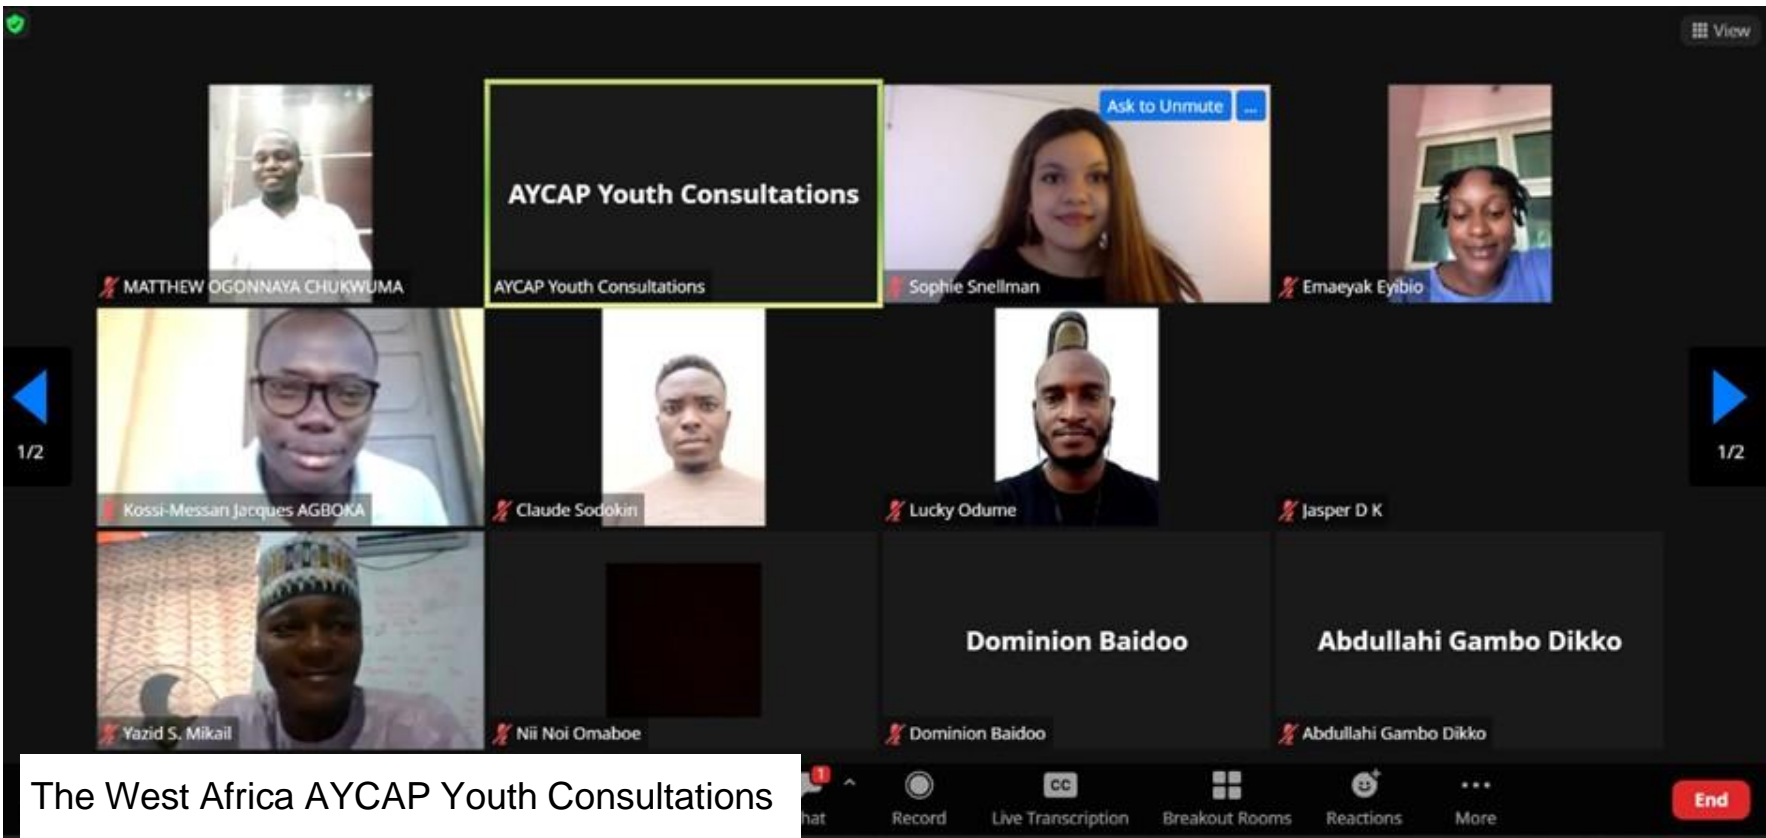 View
Ask to Unmute ...
AYCAP Youth Consultations
MATTHEW OGONNAYA CHUKWUMA
AYCAP Youth Consultations
Sophie Snellman
Emaeyak Eyibio
1/2
1/2
Kossi-Messan Jacques AGBOKA
Claude Sodokin
Lucky Odume
Jasper D K
Dominion Baidoo
Abdullahi Gambo Dikko
Yazid S. Mikail
Nii Noi Omaboe
Dominion Baidoo
Abdullahi Gambo Dikko
The West Africa AYCAP Youth Consultations
1
hat
Record
CC
Live Transcription
Breakout Rooms
Reactions
More
End